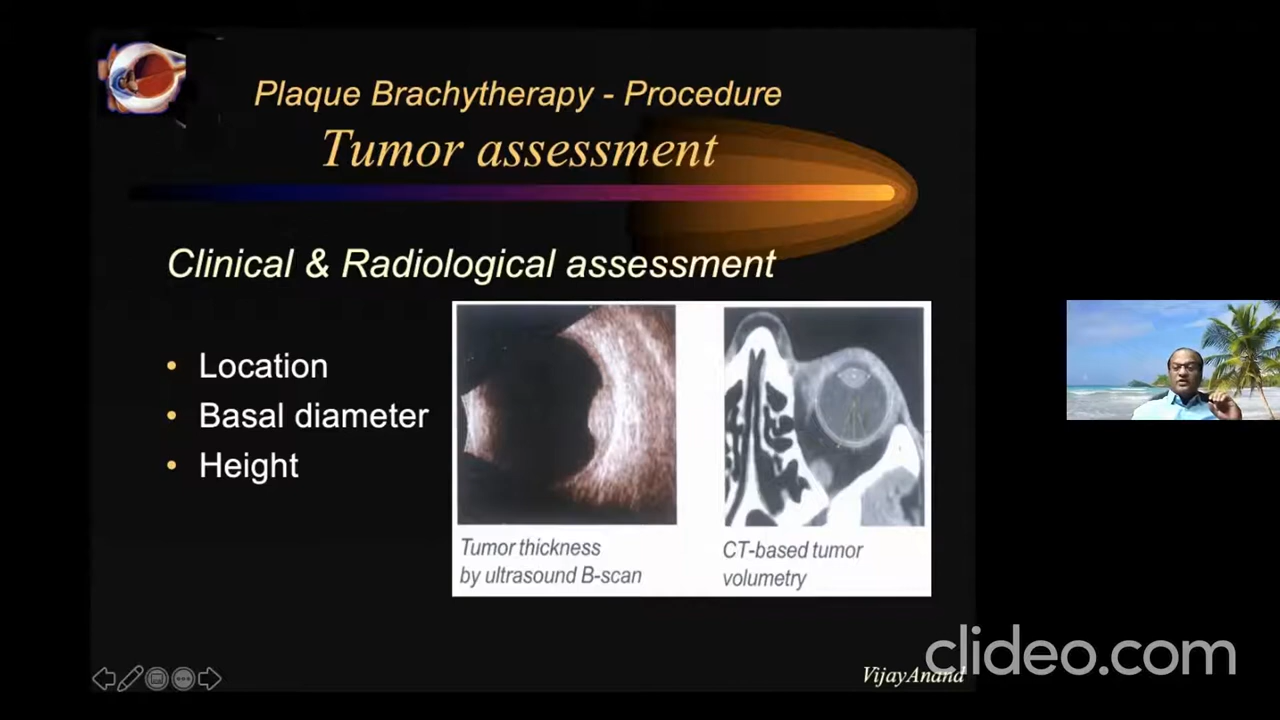 Plaque Brachytherapy - Procedure
Tumor assessment
Clinical & Radiological assessment
• Location
• Basal diameter
• Height
Tumor thickness
by ultrasound B-scan
CT-based tumor
volumetry
VijayAnand
clideo.com